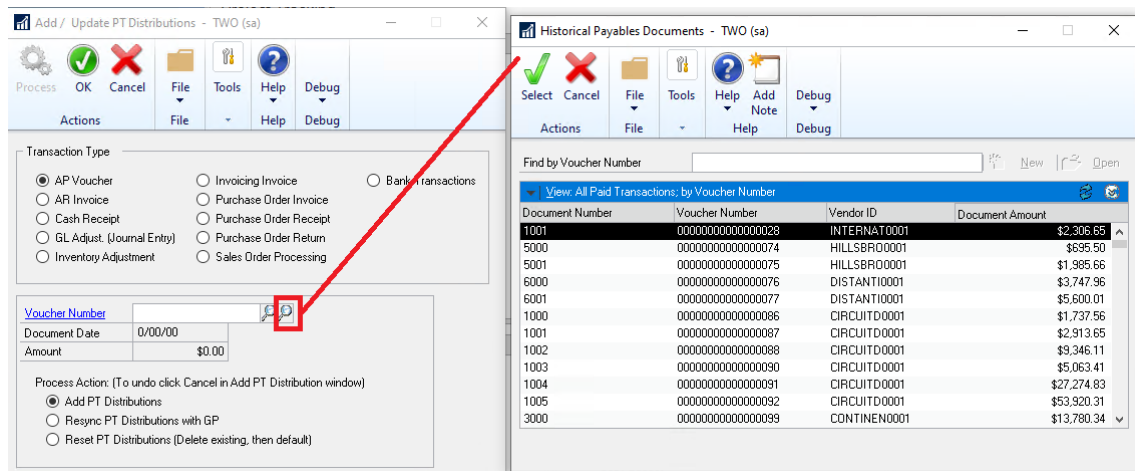 Add / Update PT Distributions - TWO (sa)
Process OK Cancel File Tools Help Debug
Actions File Help Debug
Transaction Type
AP Voucher Invoicing Invoice Bank Transactions
AR Invoice Purchase Order Invoice
Cash Receipt Purchase Order Receipt
GL Adjust. (Journal Entry) Purchase Order Return
Inventory Adjustment Sales Order Processing
Voucher Number
Document Date 0/00/00
Amount $0.00
Process Action: (To undo click Cancel in Add PT Distribution window)
Add PT Distributions
Resync PT Distributions with GP
Reset PT Distributions (Delete existing, then default)
Historical Payables Documents - TWO (sa)
Select Cancel File Tools Help Add Note Debug
Actions File Help Debug
Find by Voucher Number New Open
View: All Paid Transactions; by Voucher Number
Document Number Voucher Number Vendor ID Document Amount
1001 00000000000000028 INTERNAT0001 $2,306.65
5000 00000000000000074 HILLSBRO0001 $695.50
5001 00000000000000075 HILLSBRO0001 $1,985.66
6000 00000000000000076 DISTANTI0001 $3,747.96
6001 00000000000000077 DISTANTI0001 $5,600.01
1000 00000000000000086 CIRCUITD0001 $1,737.56
1001 00000000000000087 CIRCUITD0001 $2,913.65
1002 00000000000000088 CIRCUITD0001 $9,346.11
1003 00000000000000090 CIRCUITD0001 $5,063.41
1004 00000000000000091 CIRCUITD0001 $27,274.83
1005 00000000000000092 CIRCUITD0001 $53,920.31
3000 00000000000000099 CONTINEN0001 $13,780.34